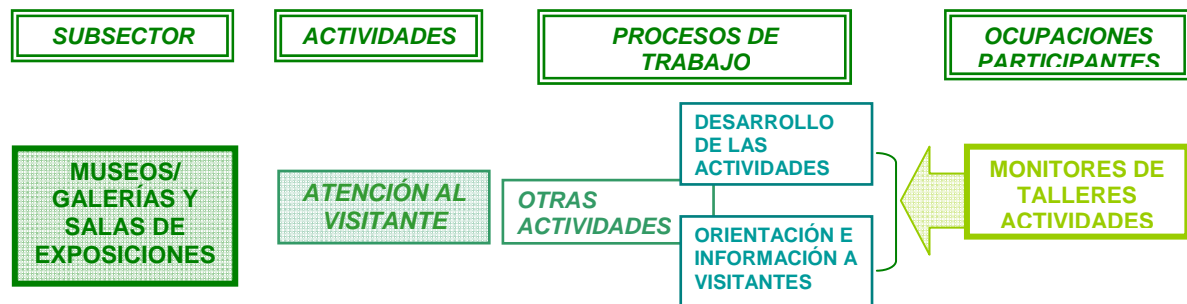 SUBSECTOR
ACTIVIDADES
PROCESOS DE
TRABAJO
OCUPACIONES
PARTICIPANTES
MUSEOS/
GALERÍAS Y
SALAS DE
EXPOSICIONES
ATENCIÓN AL
VISITANTE
OTRAS
ACTIVIDADES
DESARROLLO
DE LAS
ACTIVIDADES
ORIENTACIÓN E
INFORMACIÓN A
VISITANTES
MONITORES DE
TALLERES
ACTIVIDADES